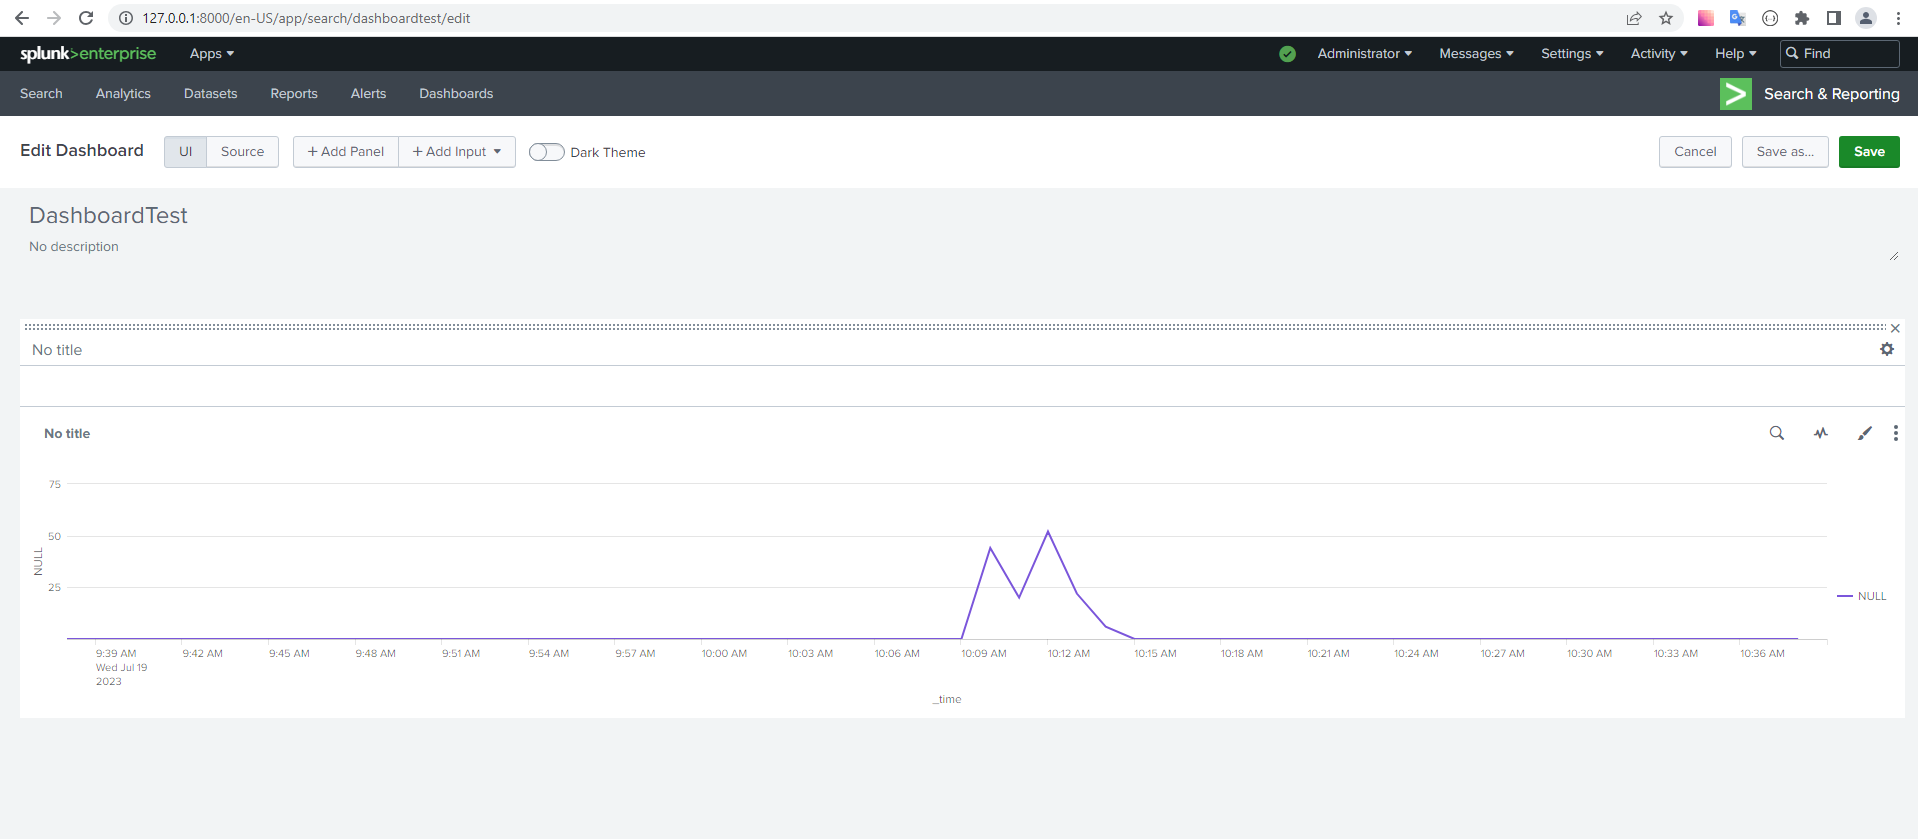 127.0.0.1:8000/en-US/app/search/dashboardtest/edit
splunk>enterprise Apps Administrator Messages Settings Activity Help Find
Search Analytics Datasets Reports Alerts Dashboards Search & Reporting
Edit Dashboard UI Source + Add Panel + Add Input Dark Theme Cancel Save as... Save
DashboardTest
No description
No title
No title
75
50
25
NULL
NULL
9:39 AM 9:42 AM 9:45 AM 9:48 AM 9:51 AM 9:54 AM 9:57 AM 10:00 AM 10:03 AM 10:06 AM 10:09 AM 10:12 AM 10:15 AM 10:18 AM 10:21 AM 10:24 AM 10:27 AM 10:30 AM 10:33 AM 10:36 AM
Wed Jul 19
2023
_time